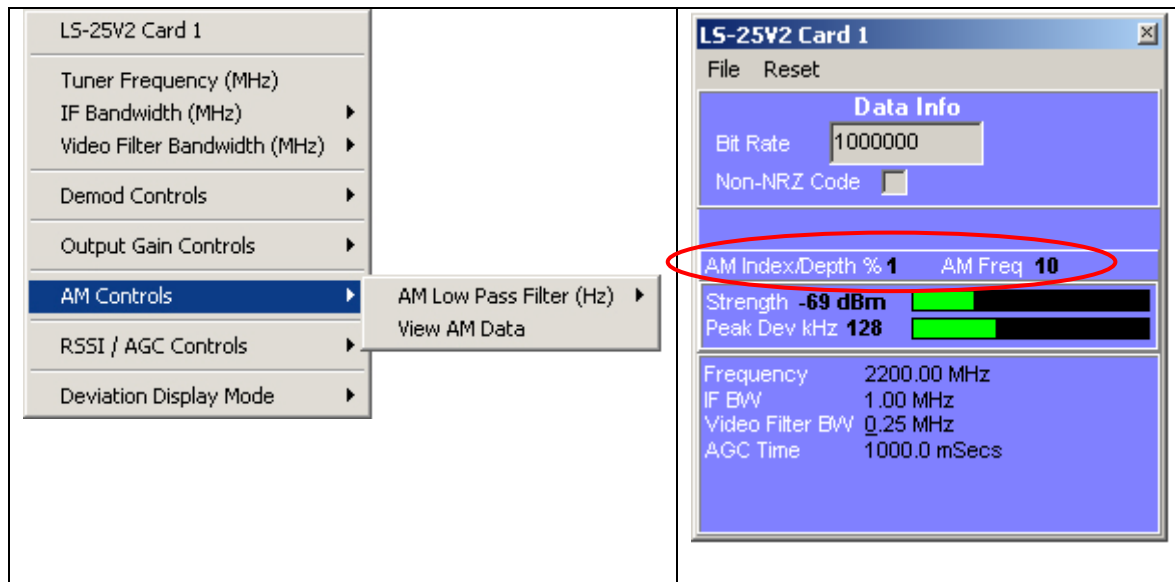 LS-25V2 Card 1
Tuner Frequency (MHz)
IF Bandwidth (MHz)
Video Filter Bandwidth (MHz)
Demod Controls
Output Gain Controls
AM Controls
RSSI / AGC Controls
Deviation Display Mode
AM Low Pass Filter (Hz)
View AM Data
LS-25V2 Card 1
File Reset
Data Info
Bit Rate 1000000
Non-NRZ Code
AM Index/Depth % 1 AM Freq 10
Strength -69 dBm
Peak Dev kHz 128
Frequency 2200.00 MHz
IF BW 1.00 MHz
Video Filter BW 0.25 MHz
AGC Time 1000.0 mSecs